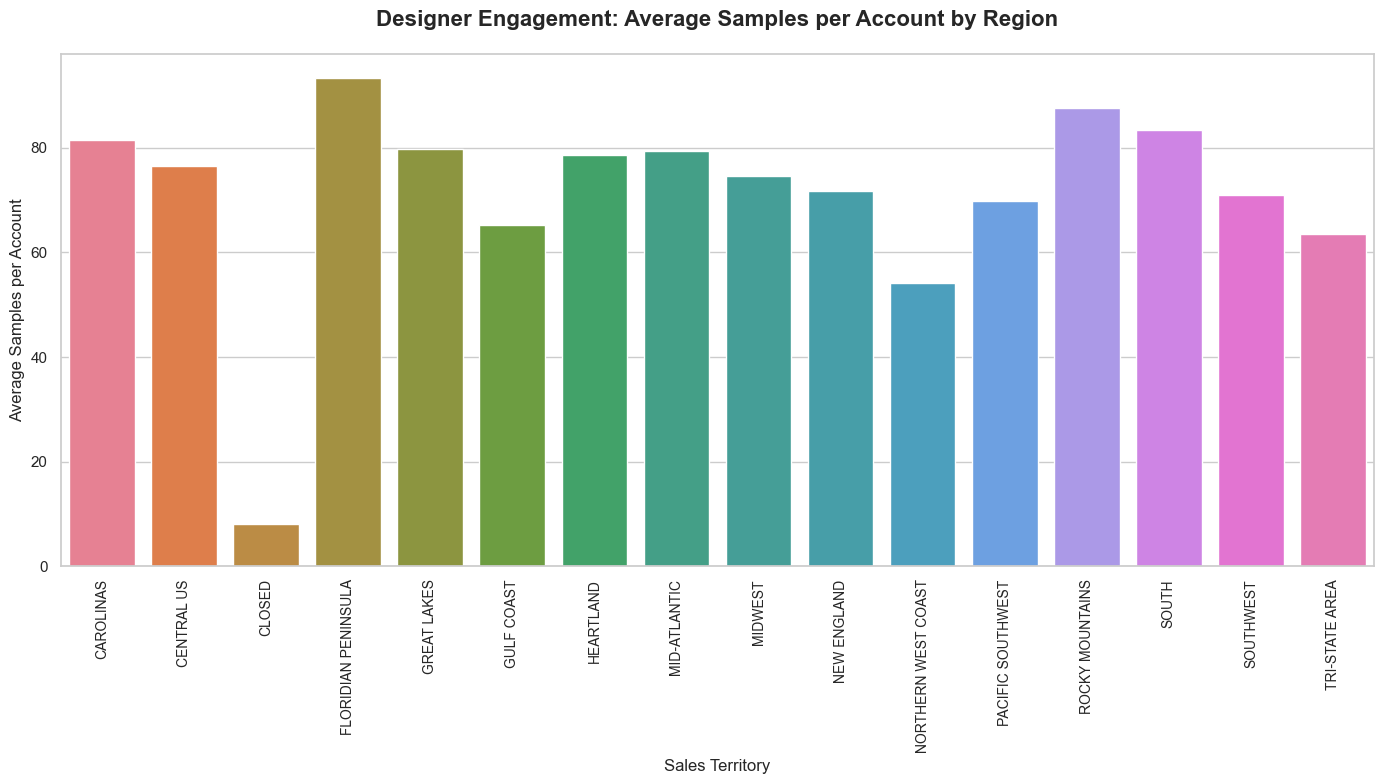 Designer Engagement: Average Samples per Account by Region
Average Samples per Account
80
60
40
20
0
CAROLINAS
CENTRAL US
CLOSED
FLORIDIAN PENINSULA
GREAT LAKES
GULF COAST
HEARTLAND
MID-ATLANTIC
MIDWEST
NEW ENGLAND
NORTHERN WEST COAST
PACIFIC SOUTHWEST
ROCKY MOUNTAINS
SOUTH
SOUTHWEST
TRI-STATE AREA
Sales Territory